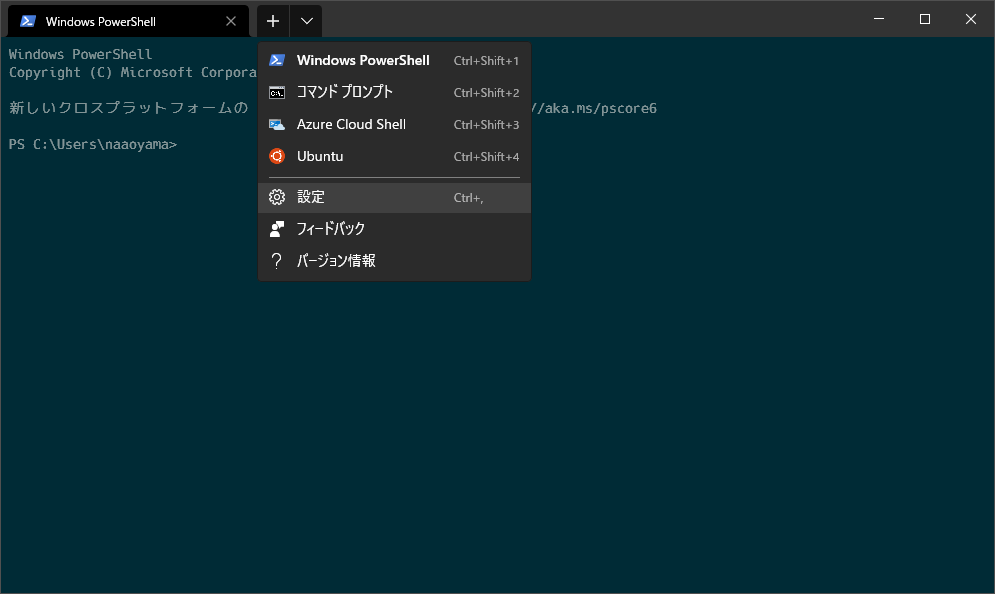 Windows PowerShell
Windows PowerShell
Copyright (C) Microsoft Corpora
新しいクロスプラットフォームの //aka.ms/pscore6
PS C:\Users\naaoyama>
Windows PowerShell Ctrl+Shift+1
コマンド プロンプト Ctrl+Shift+2
Azure Cloud Shell Ctrl+Shift+3
Ubuntu Ctrl+Shift+4
設定 Ctrl+,
フィードバック
? バージョン情報